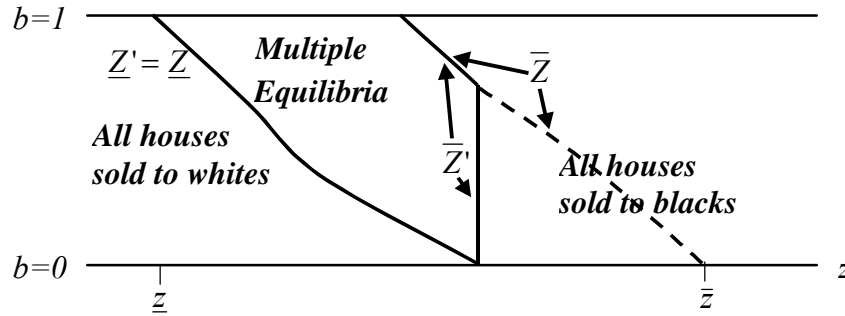 b=1
Z' = Z
Multiple
Equilibria
Z̅
All houses
sold to whites
Z̅'
All houses
sold to blacks
b=0
z
z̲
z̅